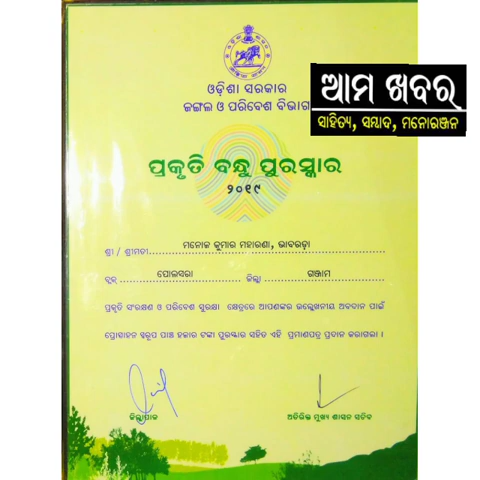 ଓଡ଼ିଶା ସରକାର
ଜଙ୍ଗଲ ଓ ପରିବେଶ ବିଭାଗ
ଆମ ଖବର
ସାହିତ୍ୟ, ସମ୍ବାଦ, ମନୋରଞ୍ଜନ
ପ୍ରକୃତି ବନ୍ଧୁ ପୁରସ୍କାର
୨୦୧୯
ଶ୍ରୀ / ଶ୍ରୀମତୀ ମନୋଜ କୁମାର ମହାରଣା, ଭାବରଡ଼ା
ବ୍ଲକ୍ ପୋଲସରା ଜିଲ୍ଲା ଗଞ୍ଜାମ
ପ୍ରକୃତି ସଂରକ୍ଷଣ ଓ ପରିବେଶ ସୁରକ୍ଷା କ୍ଷେତ୍ରରେ ଆପଣଙ୍କର ଉଲ୍ଲେଖନୀୟ ଅବଦାନ ପାଇଁ
ପ୍ରୋତ୍ସାହନ ସ୍ୱରୂପ ପାଞ୍ଚ ହଜାର ଟଙ୍କା ପୁରସ୍କାର ସହିତ ଏହି ପ୍ରମାଣପତ୍ର ପ୍ରଦାନ କରାଗଲା ।
ଜିଲ୍ଲାପାଳ ଅତିରିକ୍ତ ମୁଖ୍ୟ ଶାସନ ସଚିବ